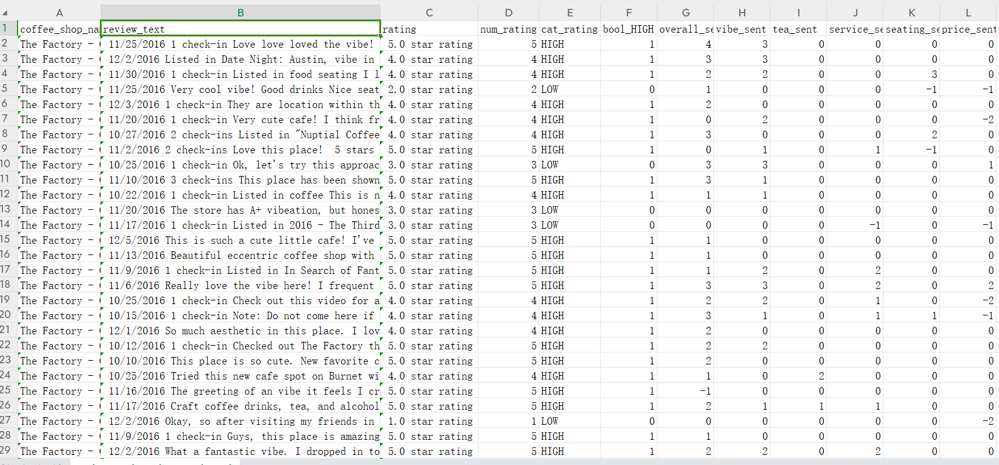 A B C D E F G H I J K L
1 coffee_shop_na review_text rating num_rating cat_rating bool_HIGH overall_se vibe_sent tea_sent service_se seating_se price_sent
2 The Factory - 11/25/2016 1 check-in Love love loved the vibe! 5.0 star rating 5 HIGH 1 4 3 0 0 0 0
3 The Factory - 12/2/2016 Listed in Date Night: Austin, vibe in 4.0 star rating 4 HIGH 1 3 3 0 0 0 0
4 The Factory - 11/30/2016 1 check-in Listed in food seating I l 4.0 star rating 4 HIGH 1 2 2 0 0 3 0
5 The Factory - 11/25/2016 Very cool vibe! Good drinks Nice seat 2.0 star rating 2 LOW 0 1 0 0 0 -1 -1
6 The Factory - 12/3/2016 1 check-in They are location within th 4.0 star rating 4 HIGH 1 2 0 0 0 0 0
7 The Factory - 11/20/2016 1 check-in Very cute cafe! I think fr 4.0 star rating 4 HIGH 1 0 2 0 0 0 -2
8 The Factory - 10/27/2016 2 check-ins Listed in "Nuptial Coffee 4.0 star rating 4 HIGH 1 3 0 0 0 2 0
9 The Factory - 11/2/2016 2 check-ins Love this place! 5 stars 5.0 star rating 5 HIGH 1 0 1 0 1 -1 0
10 The Factory - 10/25/2016 1 check-in Ok, let's try this approac 3.0 star rating 3 LOW 0 3 3 0 0 0 1
11 The Factory - 11/10/2016 3 check-ins This place has been shown 5.0 star rating 5 HIGH 1 3 1 0 0 0 0
12 The Factory - 10/22/2016 1 check-in Listed in coffee This is n 4.0 star rating 4 HIGH 1 1 1 0 0 0 0
13 The Factory - 11/20/2016 The store has A+ vibeation, but hones 3.0 star rating 3 LOW 0 0 0 0 0 0 0
14 The Factory - 11/17/2016 1 check-in Listed in 2016 - The Third 3.0 star rating 3 LOW 0 0 0 0 -1 0 -1
15 The Factory - 12/5/2016 This is such a cute little cafe! I've 5.0 star rating 5 HIGH 1 1 0 0 0 0 0
16 The Factory - 11/13/2016 Beautiful eccentric coffee shop with 5.0 star rating 5 HIGH 1 1 0 0 0 0 0
17 The Factory - 11/9/2016 1 check-in Listed in In Search of Fant 5.0 star rating 5 HIGH 1 1 2 0 2 0 0
18 The Factory - 11/6/2016 Really love the vibe here! I frequent 5.0 star rating 5 HIGH 1 3 3 0 2 0 2
19 The Factory - 10/25/2016 1 check-in Check out this video for a 4.0 star rating 4 HIGH 1 2 2 0 1 0 -2
20 The Factory - 10/15/2016 1 check-in Note: Do not come here if 4.0 star rating 4 HIGH 1 3 1 0 1 1 -1
21 The Factory - 12/1/2016 So much aesthetic in this place. I lov 4.0 star rating 4 HIGH 1 2 0 0 0 0 0
22 The Factory - 10/12/2016 1 check-in Checked out The Factory th 5.0 star rating 5 HIGH 1 2 2 0 0 0 0
23 The Factory - 10/10/2016 This place is so cute. New favorite c 5.0 star rating 5 HIGH 1 2 0 0 0 0 0
24 The Factory - 10/25/2016 Tried this new cafe spot on Burnet wi 4.0 star rating 4 HIGH 1 1 0 2 0 0 0
25 The Factory - 11/16/2016 The greeting of an vibe it feels I cr 5.0 star rating 5 HIGH 1 -1 0 0 0 0 0
26 The Factory - 11/17/2016 Craft coffee drinks, tea, and alcohol 5.0 star rating 5 HIGH 1 2 1 1 1 0 0
27 The Factory - 12/2/2016 Okay, so after visiting my friends in 1.0 star rating 1 LOW 0 0 0 0 0 0 -2
28 The Factory - 11/9/2016 1 check-in Guys, this place is amazing 5.0 star rating 5 HIGH 1 1 0 0 0 0 0
29 The Factory - 12/2/2016 What a fantastic vibe. I dropped in to 5.0 star rating 5 HIGH 1 2 2 0 2 0 0